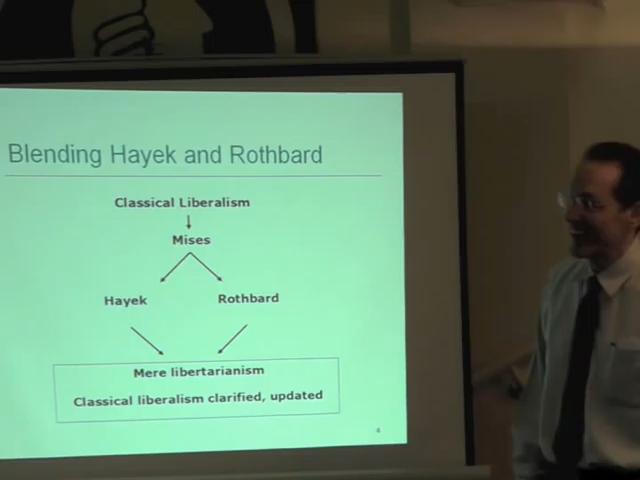 Blending Hayek and Rothbard
Classical Liberalism
Mises
Hayek Rothbard
Mere libertarianism
Classical liberalism clarified, updated
4